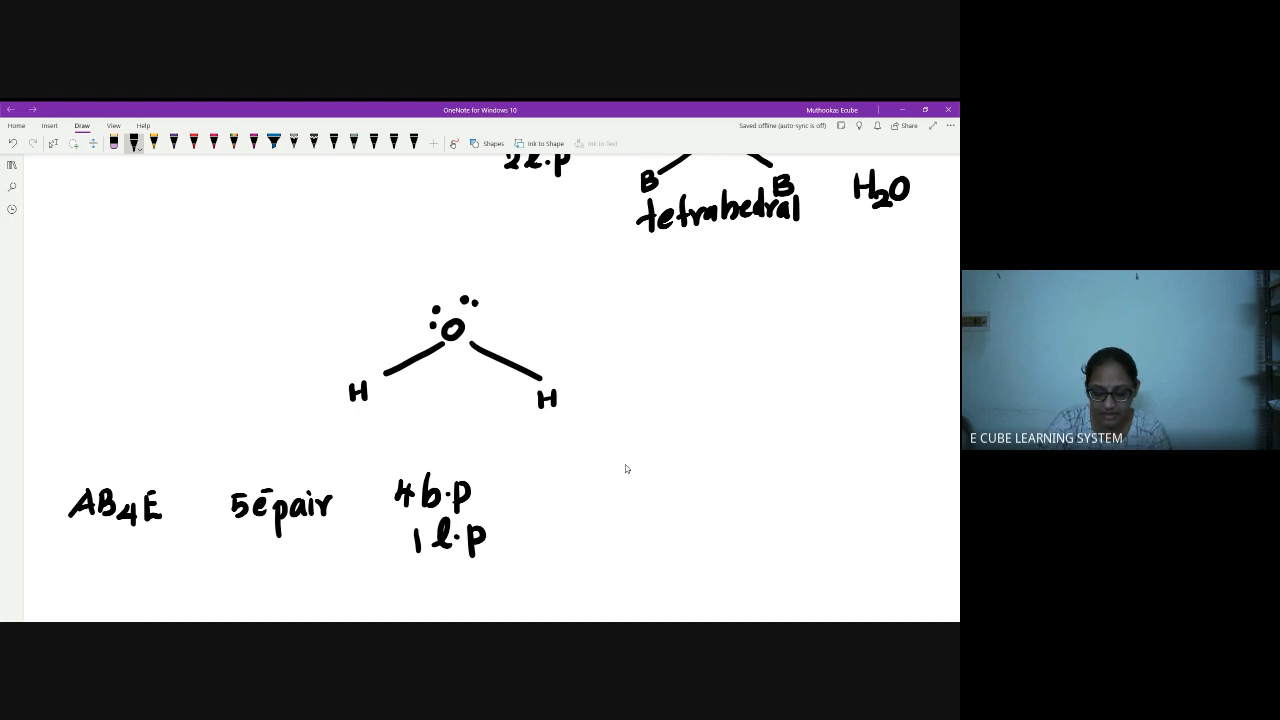 OneNote for Windows 10
Muthookas Ecube
Home Insert Draw View Help
Saved offline (auto-sync is off)
Share
Shapes
Ink to Shape
Ink to Text
2l.p
B B
tetrahedral
H2O
O
H H
AB4E 5ē pair 4b.p
1 l.p
E CUBE LEARNING SYSTEM